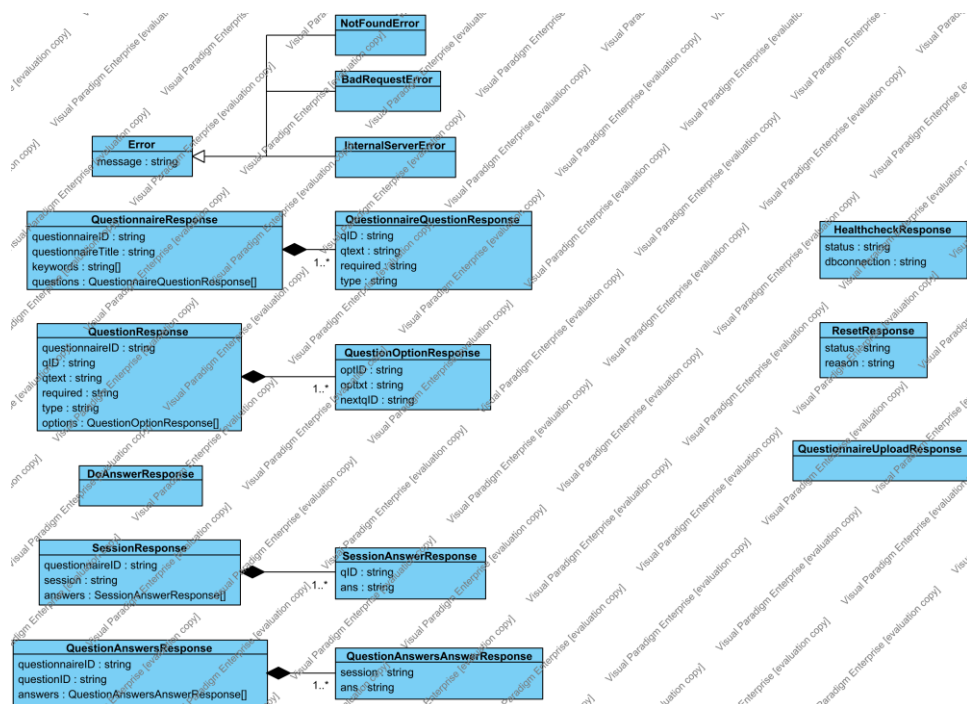 NotFoundError
BadRequestError
InternalServerError
Error
message : string
QuestionnaireResponse
questionnaireID : string
questionnaireTitle : string
keywords : string[]
questions : QuestionnaireQuestionResponse[]
1..*
QuestionnaireQuestionResponse
qID : string
qtext : string
required : string
type : string
HealthcheckResponse
status : string
dbconnection : string
QuestionResponse
questionnaireID : string
qID : string
qtext : string
required : string
type : string
options : QuestionOptionResponse[]
1..*
QuestionOptionResponse
optID : string
opttxt : string
nextqID : string
ResetResponse
status : string
reason : string
QuestionnaireUploadResponse
DoAnswerResponse
SessionResponse
questionnaireID : string
session : string
answers : SessionAnswerResponse[]
1..*
SessionAnswerResponse
qID : string
ans : string
QuestionAnswersResponse
questionnaireID : string
questionID : string
answers : QuestionAnswersAnswerResponse[]
1..*
QuestionAnswersAnswerResponse
session : string
ans : string
Visual Paradigm Enterprise [evaluation copy]